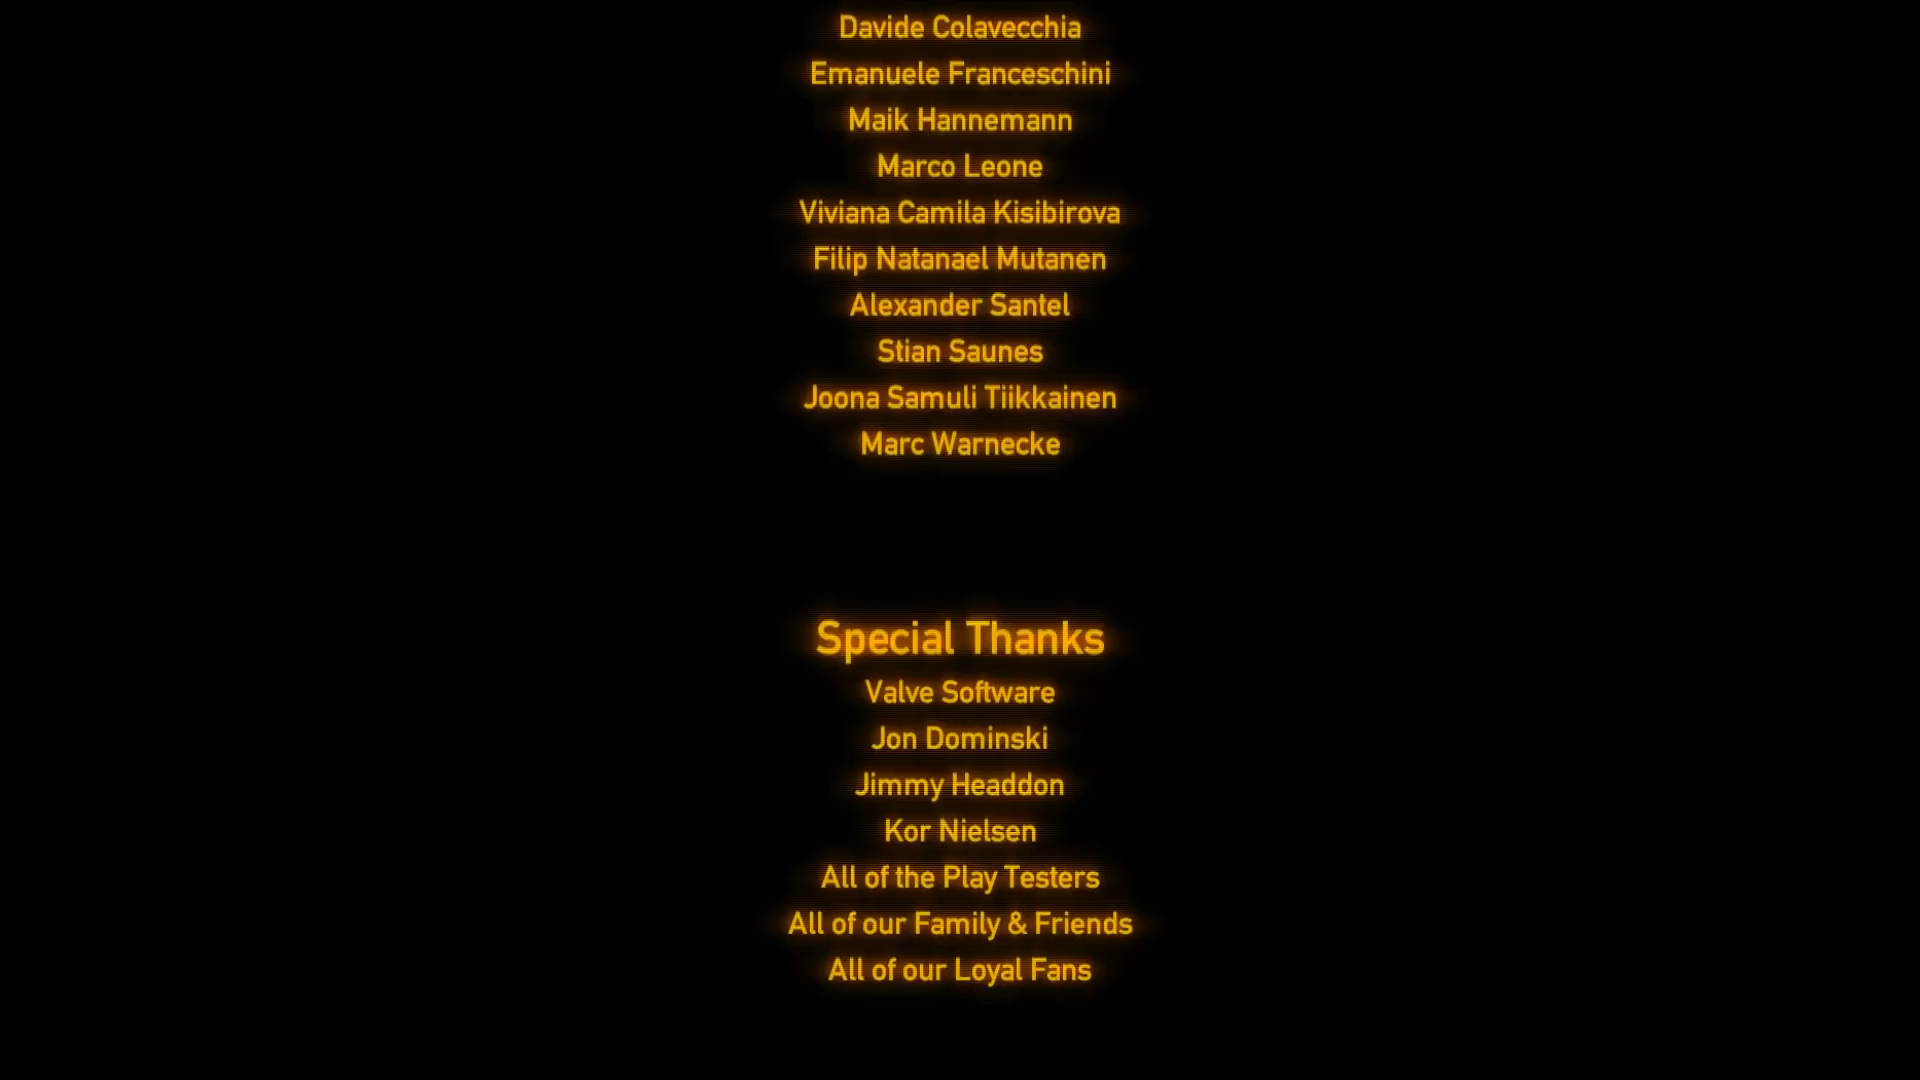 Davide Colavecchia
Emanuele Franceschini
Maik Hannemann
Marco Leone
Viviana Camila Kisibirova
Filip Natanael Mutanen
Alexander Santel
Stian Saunes
Joona Samuli Tiikkainen
Marc Warnecke
Special Thanks
Valve Software
Jon Dominski
Jimmy Headdon
Kor Nielsen
All of the Play Testers
All of our Family & Friends
All of our Loyal Fans